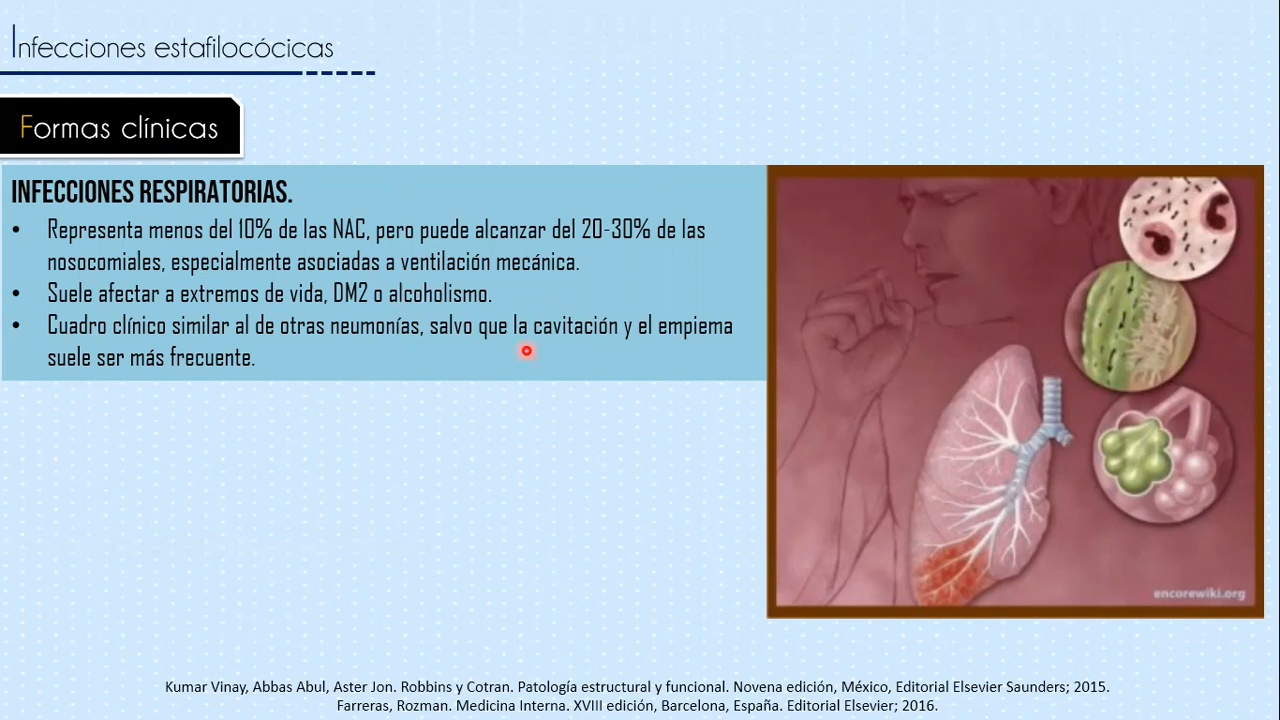 Infecciones estafilocócicas
Formas clínicas
INFECCIONES RESPIRATORIAS.
• Representa menos del 10% de las NAC, pero puede alcanzar del 20-30% de las
nosocomiales, especialmente asociadas a ventilación mecánica.
• Suele afectar a extremos de vida, DM2 o alcoholismo.
• Cuadro clínico similar al de otras neumonías, salvo que la cavitación y el empiema
suele ser más frecuente.
encorewiki.org
Kumar Vinay, Abbas Abul, Aster Jon. Robbins y Cotran. Patología estructural y funcional. Novena edición, México, Editorial Elsevier Saunders; 2015.
Farreras, Rozman. Medicina Interna. XVIII edición, Barcelona, España. Editorial Elsevier; 2016.